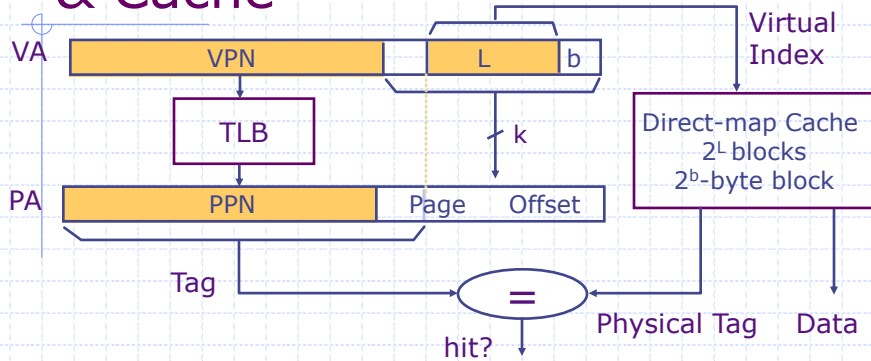 & Cache
VA
VPN
L
b
Virtual
Index
TLB
k
Direct-map Cache
2ᴸ blocks
2ᵇ-byte block
PA
PPN
Page Offset
Tag
=
Physical Tag
Data
hit?